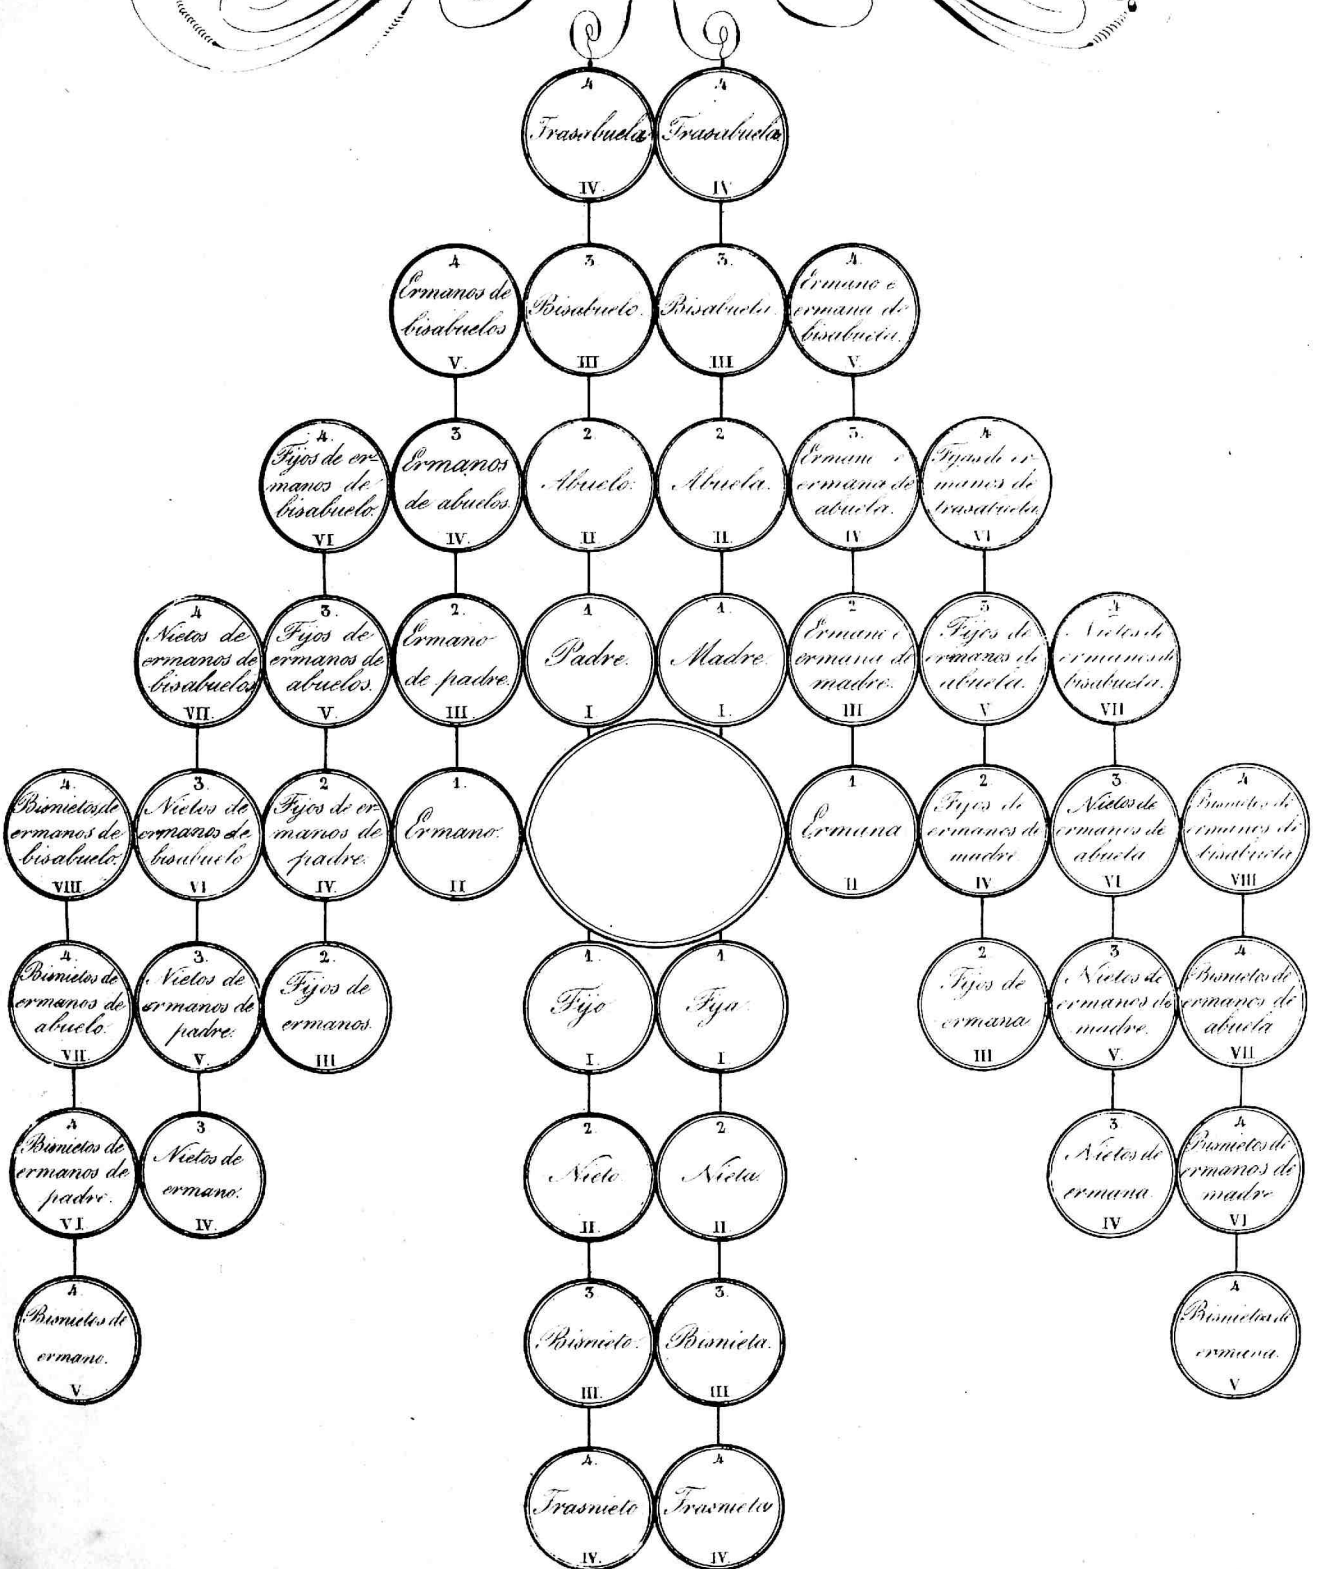 4
Trasabuela
IV.
4
Trasabuela
IV
4
Ermanos de
bisabuelos
V.
3
Bisabuelo.
III
3.
Bisabuela.
III
4.
Ermano e
ermana de
bisabuela.
V.
4.
Fijos de er-
manos de
bisabuelo.
VI
3
Ermanos
de abuelos.
IV.
2
Abuelo.
II
2
Abuela.
II.
3.
Ermano e
ermana de
abuela.
IV
4
Fijos de er-
manos de
trasabuela.
VI
4
Nietos de
ermanos de
bisabuelos
VII.
3.
Fijos de
ermanos de
abuelos.
V.
2.
Ermano
de padre.
III
1
Padre.
I
1.
Madre.
I.
2
Ermano e
ermana de
madre.
III
3
Fijos de
ermanos de
abuela.
V
4
Nietos de
ermanos de
bisabuela.
VII
4.
Bisnietos de
ermanos de
bisabuelo.
VIII
3.
Nietos de
ermanos de
bisabuelo
VI
2
Fijos de er-
manos de
padre.
IV.
1.
Ermano.
II
1
Ermana
II
2
Fijos de
ermanos de
madre
IV
3
Nietos de
ermanos de
abuela
VI
4
Bisnietos de
ermanos de
bisabuela
VIII
4.
Bisnietos de
ermanos de
abuelo.
VII.
3.
Nietos de
ermanos de
padre.
V.
2.
Fijos de
ermanos.
III
1.
Fijo
I
1
Fija
I
2
Fijos de
ermana
III
3
Nietos de
ermanos de
madre.
V.
4
Bisnietos de
ermanos de
abuela
VII
4
Bisnietos de
ermanos de
padre.
VI
3
Nietos de
ermano.
IV.
2.
Nieto
II.
2
Nieta
II
3
Nietos de
ermana
IV
4
Bisnietos de
ermanos de
madre
VI
4
Bisnietos de
ermano.
V
3
Bisnieto.
III.
3.
Bisnieta.
III
4
Bisnietos de
ermana.
V
4.
Trasnieto
IV.
4
Trasnieta
IV